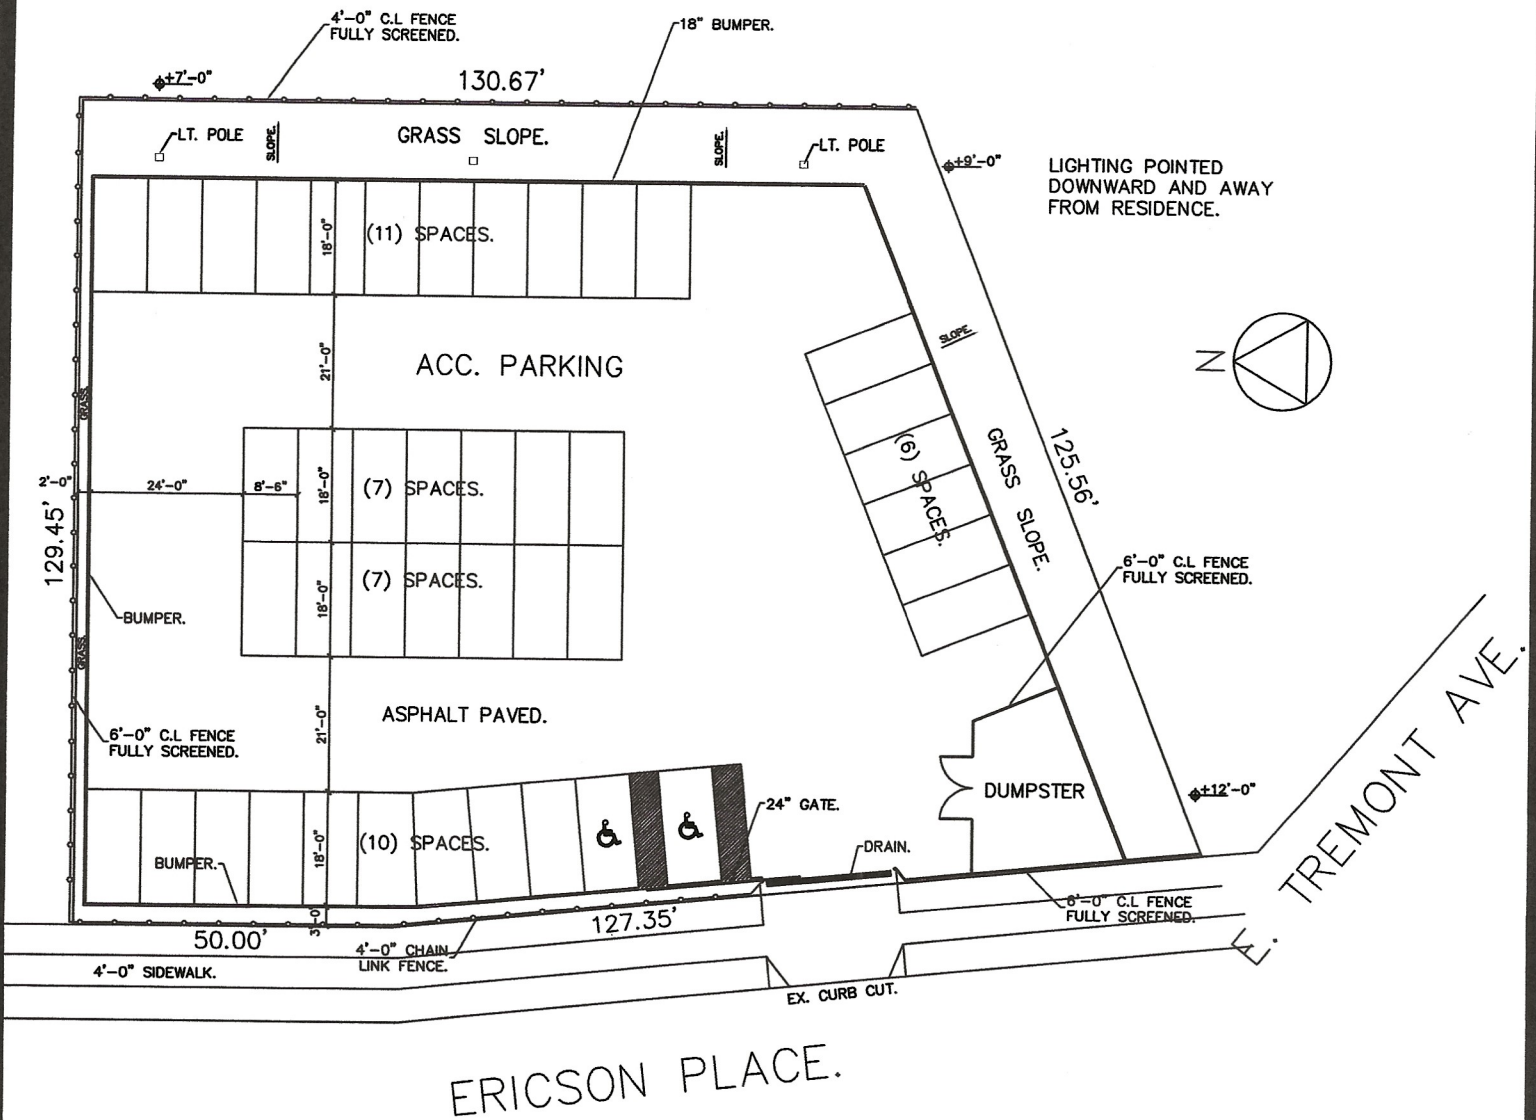 4'-0" C.L FENCE
FULLY SCREENED.
18" BUMPER.
+7'-0"
130.67'
LT. POLE
SLOPE.
GRASS SLOPE.
SLOPE.
LT. POLE
+9'-0"
LIGHTING POINTED
DOWNWARD AND AWAY
FROM RESIDENCE.
18'-0"
(11) SPACES.
SLOPE.
N
21'-0"
ACC. PARKING
GRASS.
(6) SPACES.
GRASS SLOPE.
125.56'
2'-0"
24'-0"
8'-6"
18'-0"
(7) SPACES.
129.45'
6'-0" C.L FENCE
FULLY SCREENED.
18'-0"
(7) SPACES.
BUMPER.
GRASS.
21'-0"
ASPHALT PAVED.
6'-0" C.L FENCE
FULLY SCREENED.
DUMPSTER
+12'-0"
24" GATE.
E. TREMONT AVE.
18'-0"
(10) SPACES.
DRAIN.
BUMPER.
6'-0" C.L FENCE
FULLY SCREENED.
3'-0"
127.35'
50.00'
4'-0" CHAIN
LINK FENCE.
4'-0" SIDEWALK.
EX. CURB CUT.
ERICSON PLACE.